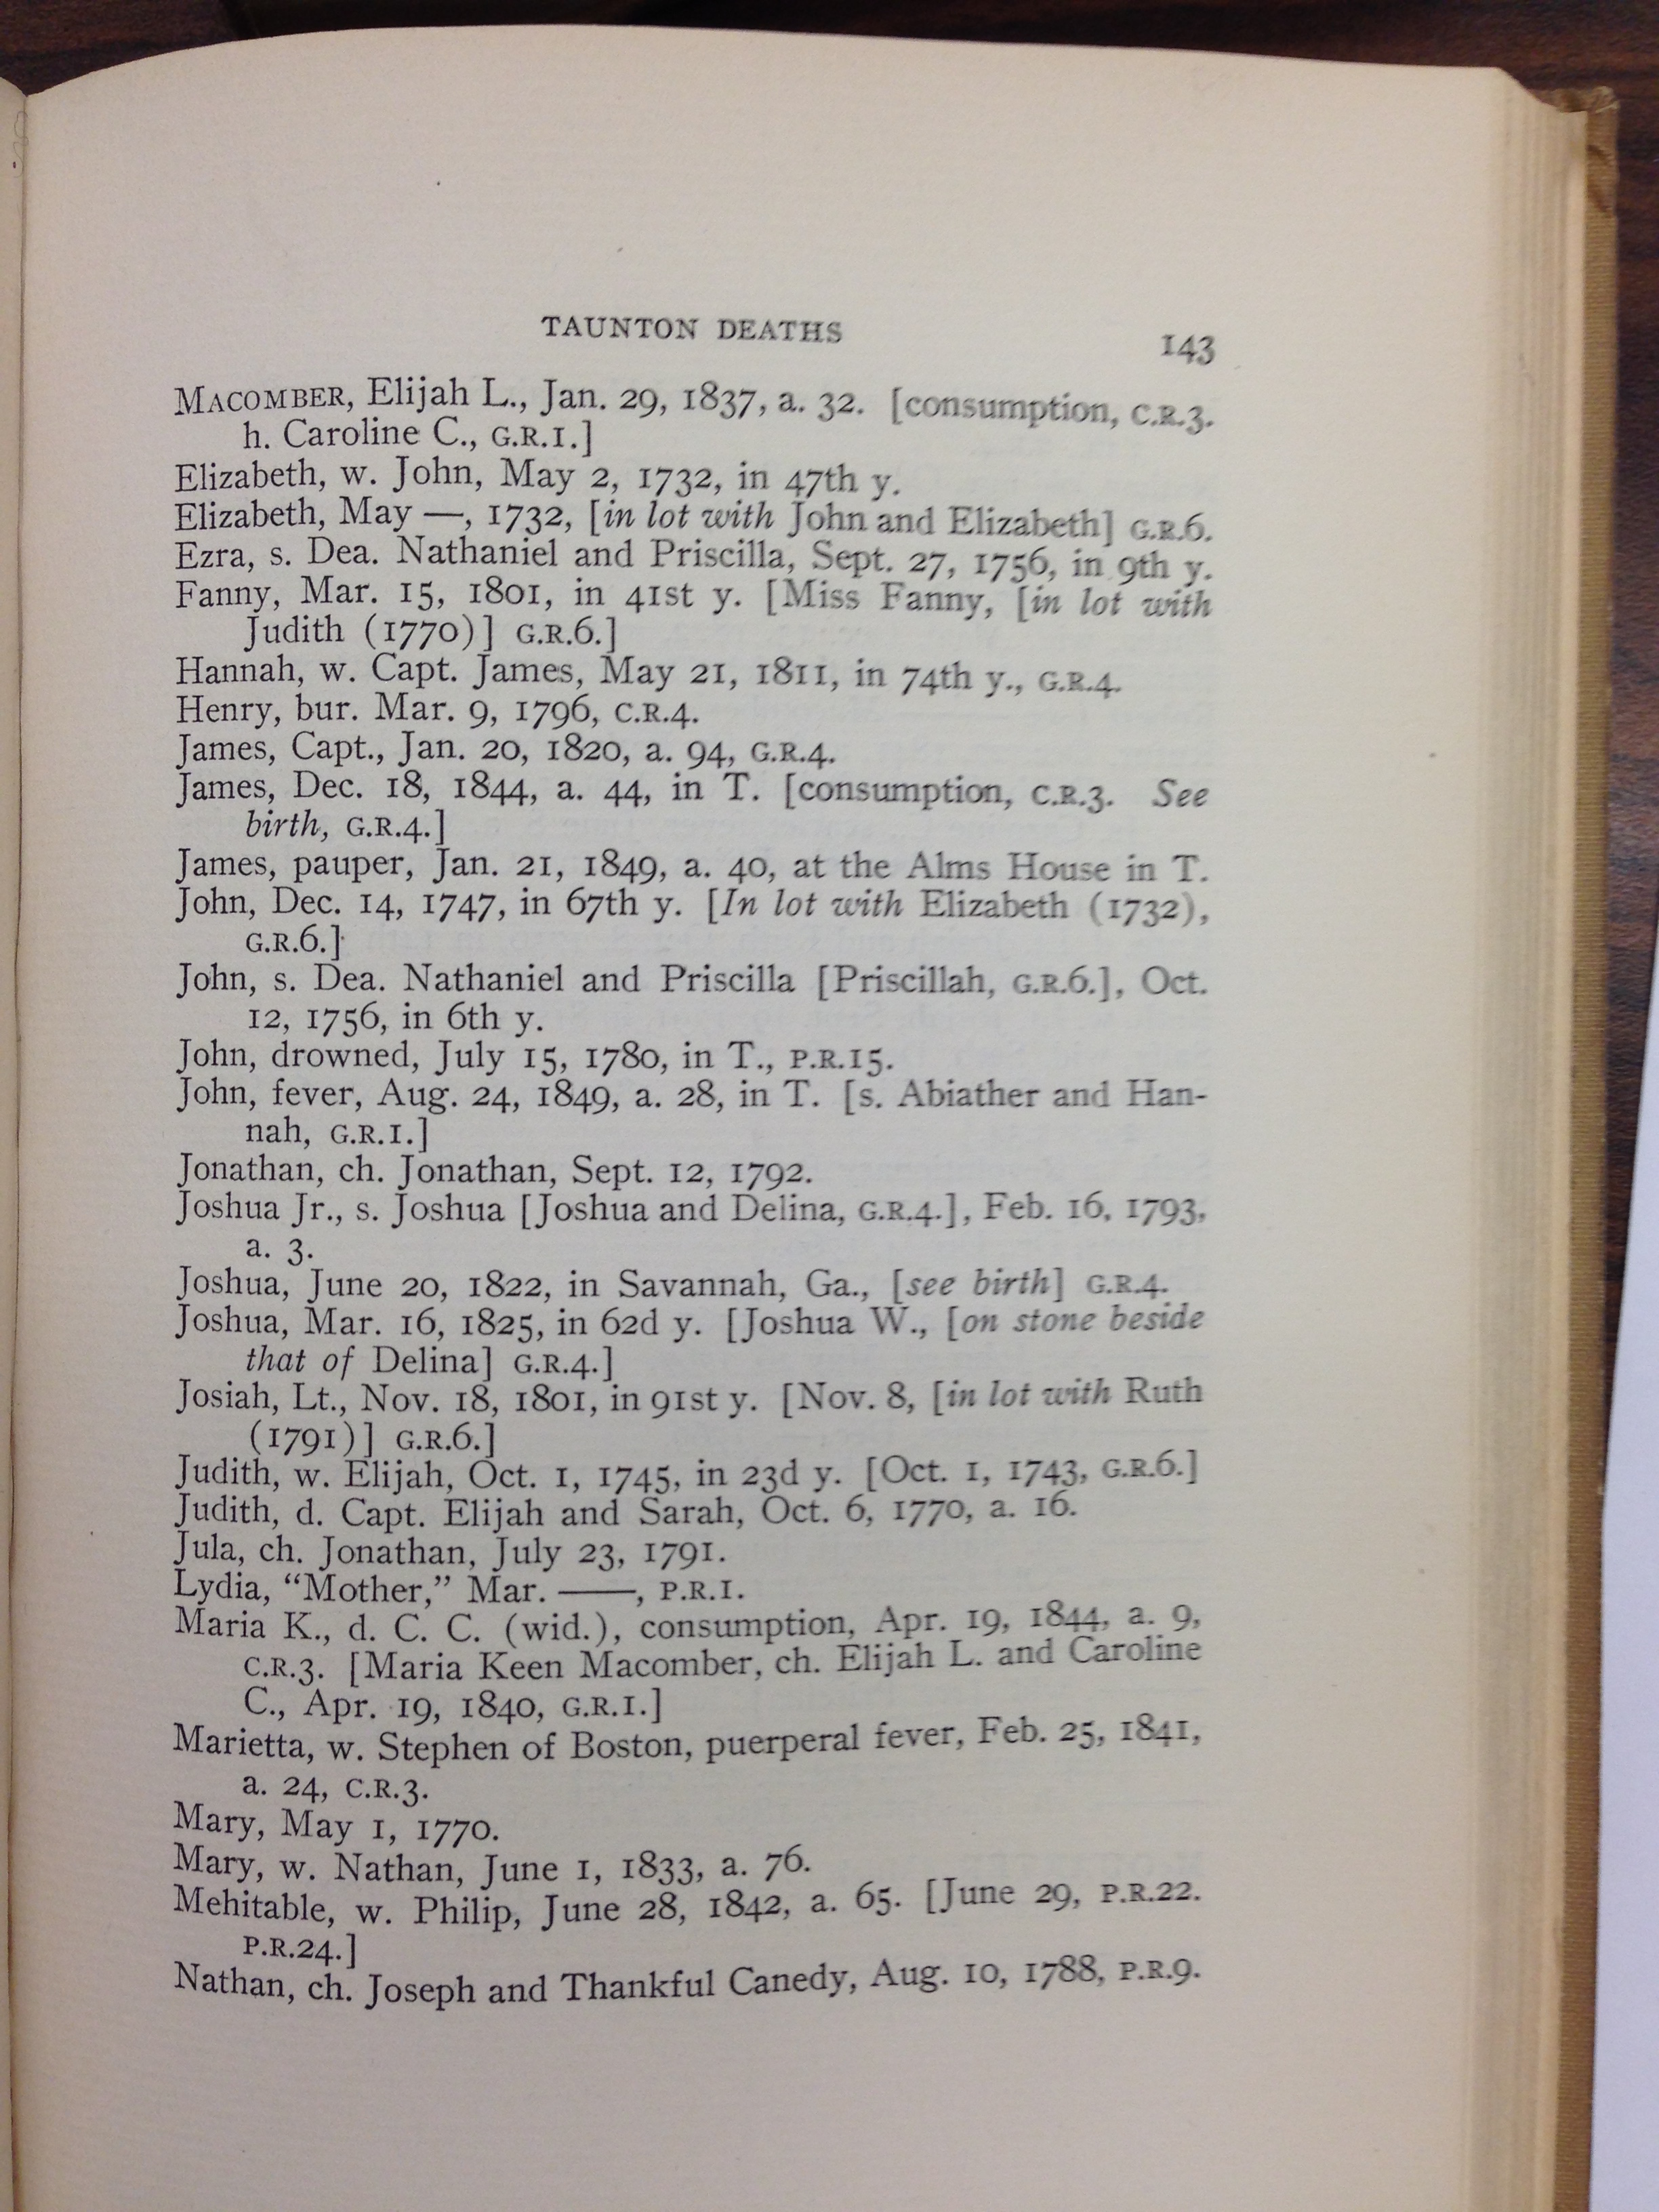 TAUNTON DEATHS 143
MACOMBER, Elijah L., Jan. 29, 1837, a. 32. [consumption, C.R.3.
h. Caroline C., G.R.1.]
Elizabeth, w. John, May 2, 1732, in 47th y.
Elizabeth, May —, 1732, [in lot with John and Elizabeth] G.R.6.
Ezra, s. Dea. Nathaniel and Priscilla, Sept. 27, 1756, in 9th y.
Fanny, Mar. 15, 1801, in 41st y. [Miss Fanny, [in lot with
Judith (1770)] G.R.6.]
Hannah, w. Capt. James, May 21, 1811, in 74th y., G.R.4.
Henry, bur. Mar. 9, 1796, C.R.4.
James, Capt., Jan. 20, 1820, a. 94, G.R.4.
James, Dec. 18, 1844, a. 44, in T. [consumption, C.R.3. See
birth, G.R.4.]
James, pauper, Jan. 21, 1849, a. 40, at the Alms House in T.
John, Dec. 14, 1747, in 67th y. [In lot with Elizabeth (1732),
G.R.6.]
John, s. Dea. Nathaniel and Priscilla [Priscillah, G.R.6.], Oct.
12, 1756, in 6th y.
John, drowned, July 15, 1780, in T., P.R.15.
John, fever, Aug. 24, 1849, a. 28, in T. [s. Abiather and Han-
nah, G.R.1.]
Jonathan, ch. Jonathan, Sept. 12, 1792.
Joshua Jr., s. Joshua [Joshua and Delina, G.R.4.], Feb. 16, 1793,
a. 3.
Joshua, June 20, 1822, in Savannah, Ga., [see birth] G.R.4.
Joshua, Mar. 16, 1825, in 62d y. [Joshua W., [on stone beside
that of Delina] G.R.4.]
Josiah, Lt., Nov. 18, 1801, in 91st y. [Nov. 8, [in lot with Ruth
(1791)] G.R.6.]
Judith, w. Elijah, Oct. 1, 1745, in 23d y. [Oct. 1, 1743, G.R.6.]
Judith, d. Capt. Elijah and Sarah, Oct. 6, 1770, a. 16.
Jula, ch. Jonathan, July 23, 1791.
Lydia, “Mother,” Mar. ——, P.R.1.
Maria K., d. C. C. (wid.), consumption, Apr. 19, 1844, a. 9,
C.R.3. [Maria Keen Macomber, ch. Elijah L. and Caroline
C., Apr. 19, 1840, G.R.1.]
Marietta, w. Stephen of Boston, puerperal fever, Feb. 25, 1841,
a. 24, C.R.3.
Mary, May 1, 1770.
Mary, w. Nathan, June 1, 1833, a. 76.
Mehitable, w. Philip, June 28, 1842, a. 65. [June 29, P.R.22.
P.R.24.]
Nathan, ch. Joseph and Thankful Canedy, Aug. 10, 1788, P.R.9.